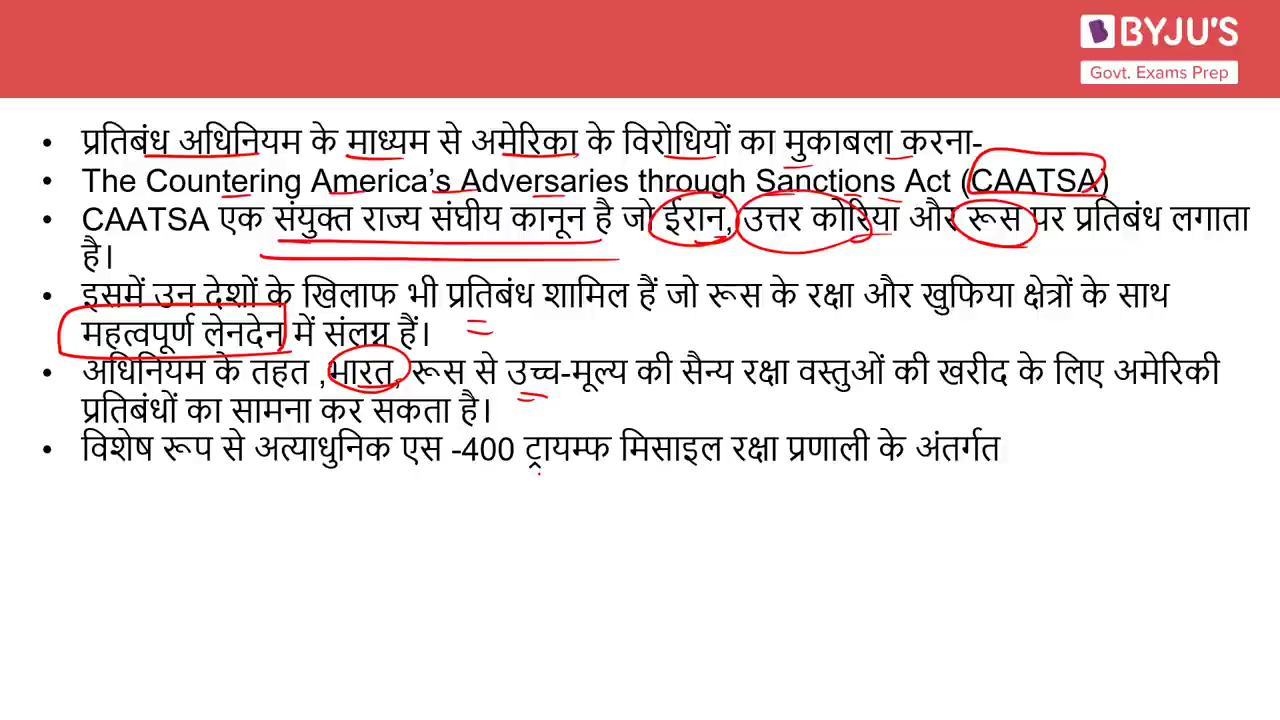 BYJU'S
Govt. Exams Prep
• प्रतिबंध अधिनियम के माध्यम से अमेरिका के विरोधियों का मुकाबला करना-
• The Countering America's Adversaries through Sanctions Act (CAATSA)
• CAATSA एक संयुक्त राज्य संघीय कानून है जो ईरान, उत्तर कोरिया और रूस पर प्रतिबंध लगाता
है।
• इसमें उन देशों के खिलाफ भी प्रतिबंध शामिल हैं जो रूस के रक्षा और खुफिया क्षेत्रों के साथ
महत्वपूर्ण लेनदेन में संलग्न हैं।
• अधिनियम के तहत ,भारत, रूस से उच्च-मूल्य की सैन्य रक्षा वस्तुओं की खरीद के लिए अमेरिकी
प्रतिबंधों का सामना कर सकता है।
• विशेष रूप से अत्याधुनिक एस -400 ट्रायम्फ मिसाइल रक्षा प्रणाली के अंतर्गत